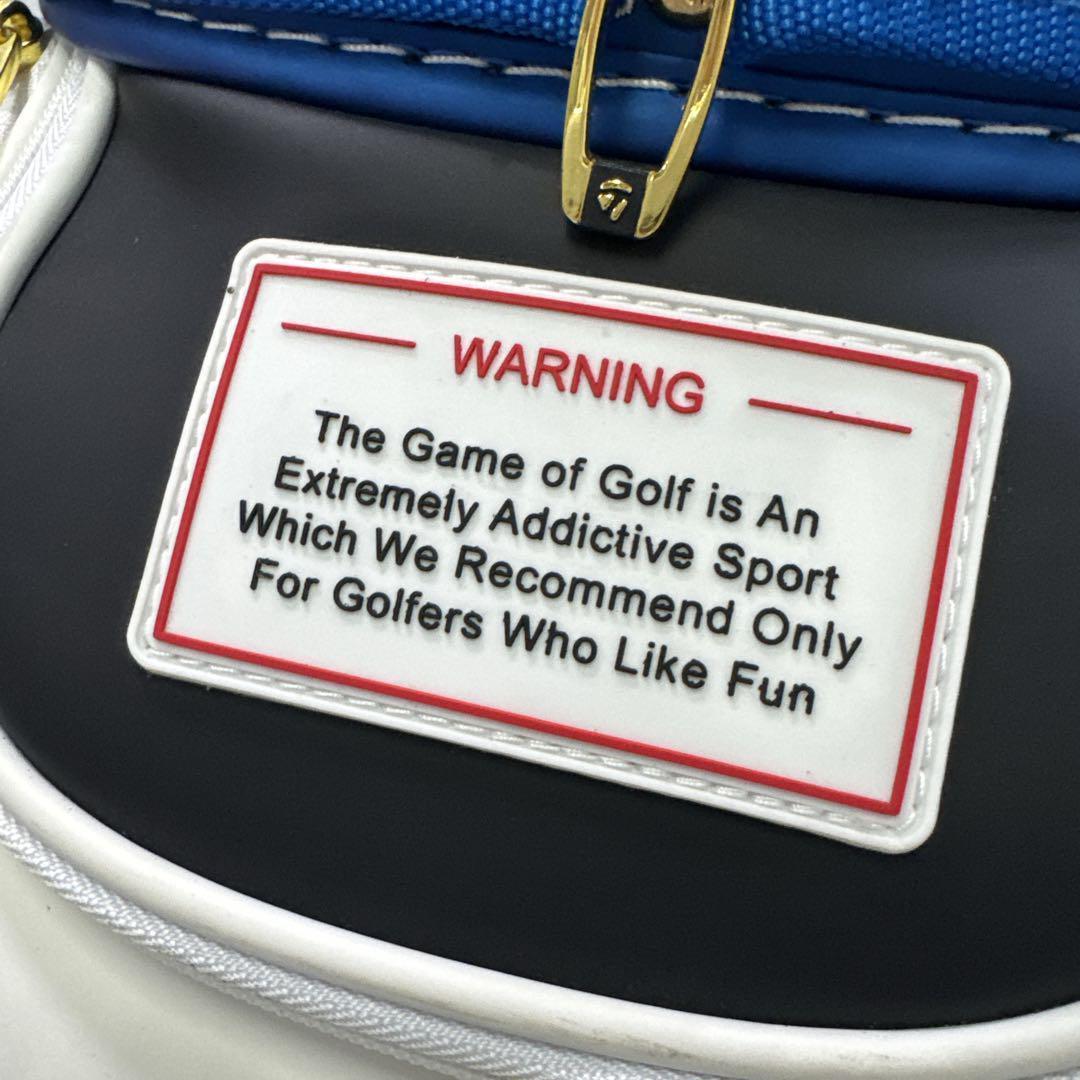 WARNING
The Game of Golf is An
Extremely Addictive Sport
Which We Recommend Only
For Golfers Who Like Fun